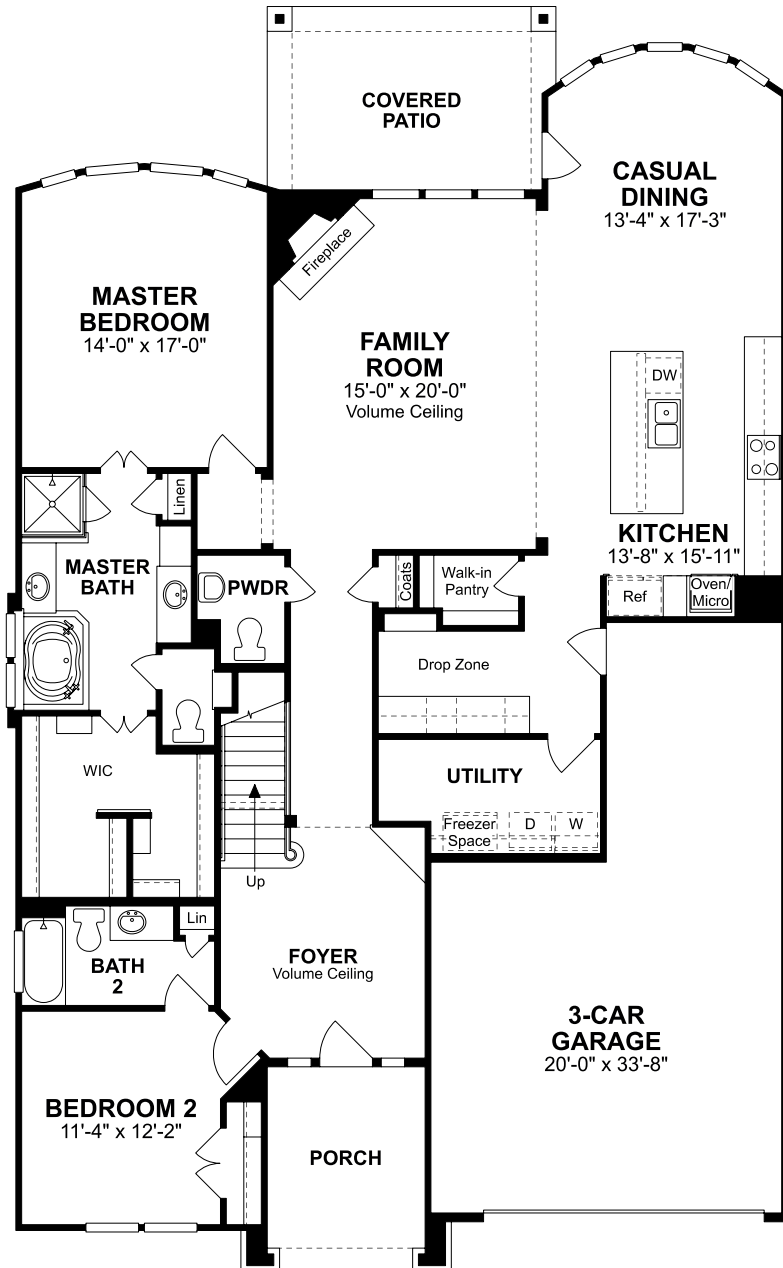 COVERED
PATIO
CASUAL
DINING
13'-4" x 17'-3"
Fireplace
MASTER
BEDROOM
14'-0" x 17'-0"
FAMILY
ROOM
15'-0" x 20'-0"
Volume Ceiling
DW
Linen
KITCHEN
13'-8" x 15'-11"
MASTER
BATH
PWDR
Coats
Walk-in
Pantry
Ref
Oven/
Micro
Drop Zone
WIC
UTILITY
Freezer
Space
D
W
Up
Lin
BATH
2
FOYER
Volume Ceiling
3-CAR
GARAGE
20'-0" x 33'-8"
BEDROOM 2
11'-4" x 12'-2"
PORCH